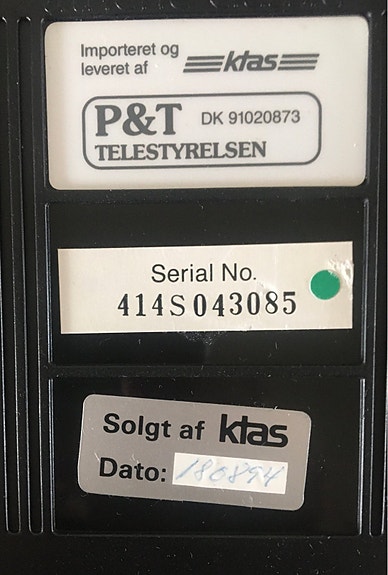 Importeret og
leveret af ktas
P&T DK 91020873
TELESTYRELSEN
Serial No.
414S043085
Solgt af ktas
Dato: 180894